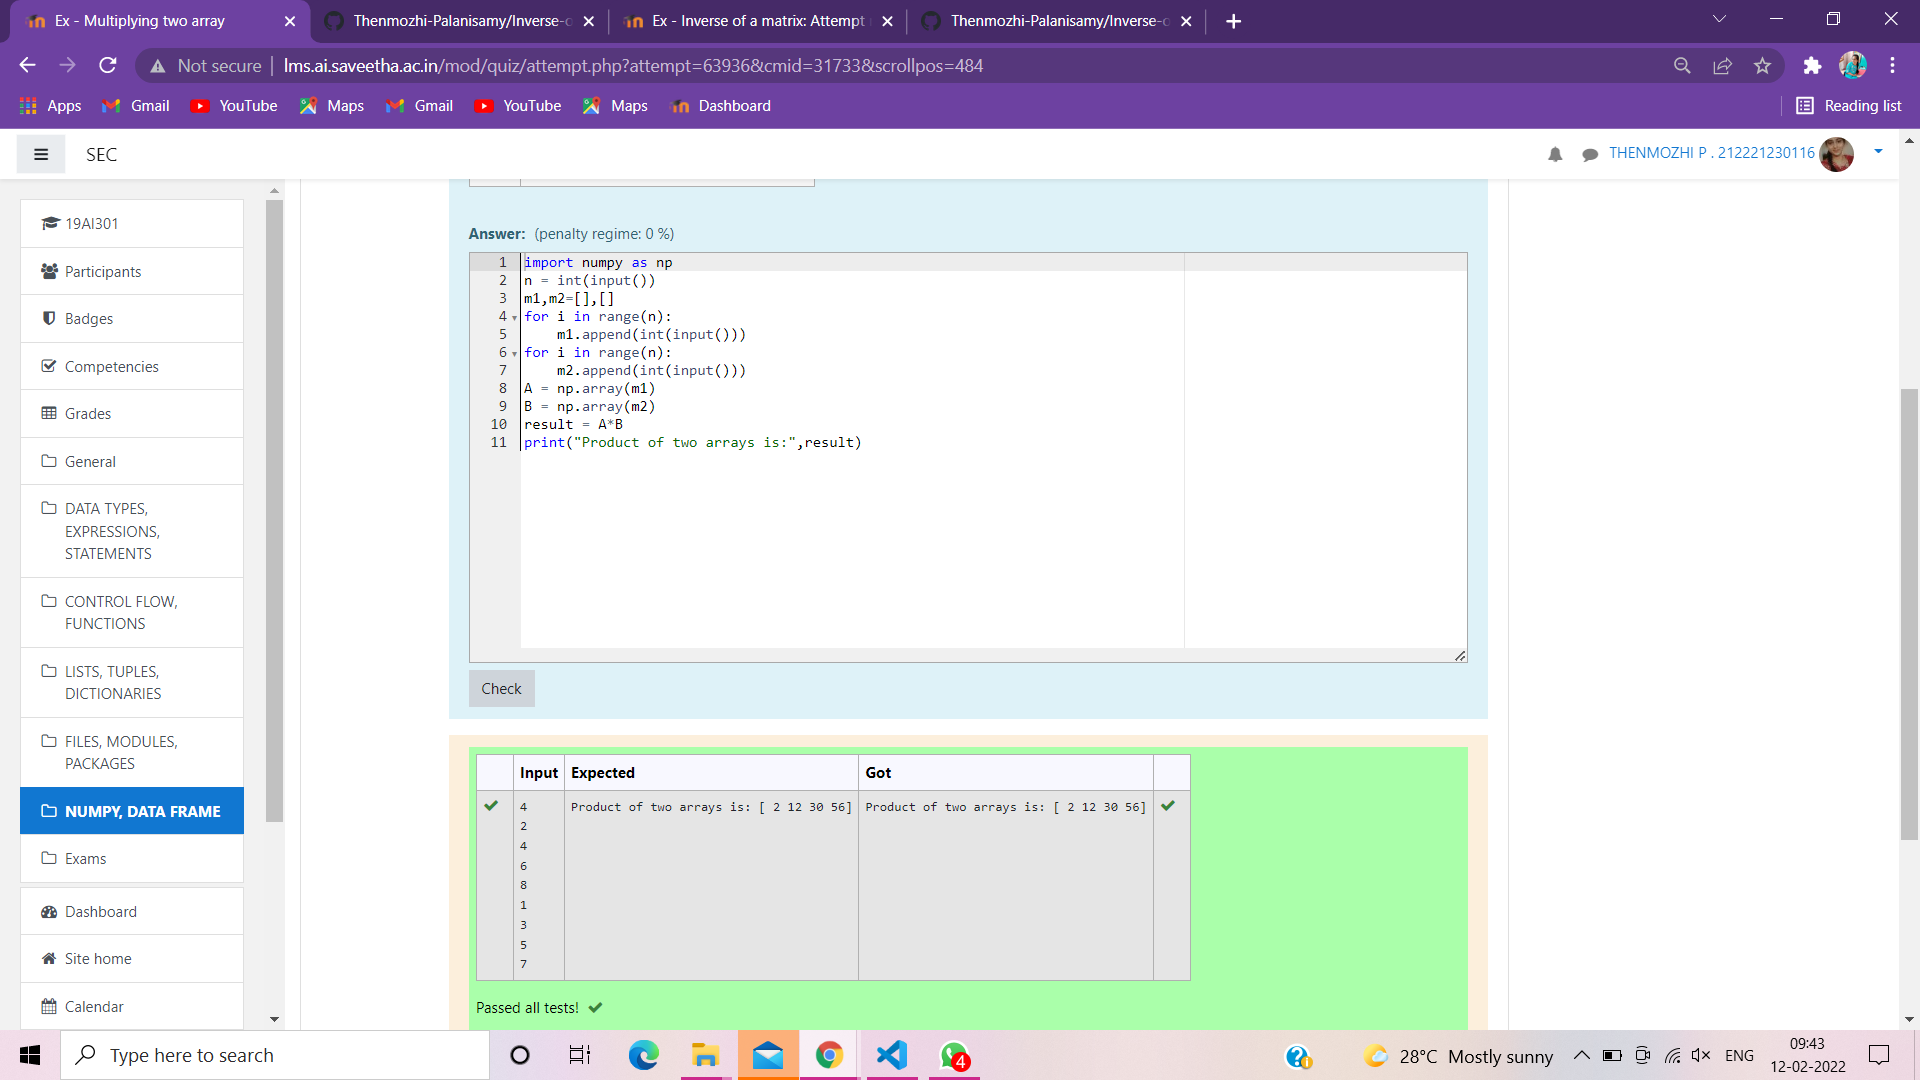 Ex - Multiplying two array
Thenmozhi-Palanisamy/Inverse-o
Ex - Inverse of a matrix: Attempt
Thenmozhi-Palanisamy/Inverse-o
Not secure | lms.ai.saveetha.ac.in/mod/quiz/attempt.php?attempt=63936&cmid=31733&scrollpos=484
Apps Gmail YouTube Maps Gmail YouTube Maps Dashboard Reading list
SEC
THENMOZHI P . 212221230116
19AI301
Participants
Badges
Competencies
Grades
General
DATA TYPES,
EXPRESSIONS,
STATEMENTS
CONTROL FLOW,
FUNCTIONS
LISTS, TUPLES,
DICTIONARIES
FILES, MODULES,
PACKAGES
NUMPY, DATA FRAME
Exams
Dashboard
Site home
Calendar
Answer: (penalty regime: 0 %)
1 import numpy as np
2 n = int(input())
3 m1,m2=[],[]
4 for i in range(n):
5     m1.append(int(input()))
6 for i in range(n):
7     m2.append(int(input()))
8 A = np.array(m1)
9 B = np.array(m2)
10 result = A*B
11 print("Product of two arrays is:",result)
Check
Input Expected Got
4 Product of two arrays is: [ 2 12 30 56] Product of two arrays is: [ 2 12 30 56]
2
4
6
8
1
3
5
7
Passed all tests!
Type here to search
4
28°C Mostly sunny
ENG
09:43
12-02-2022